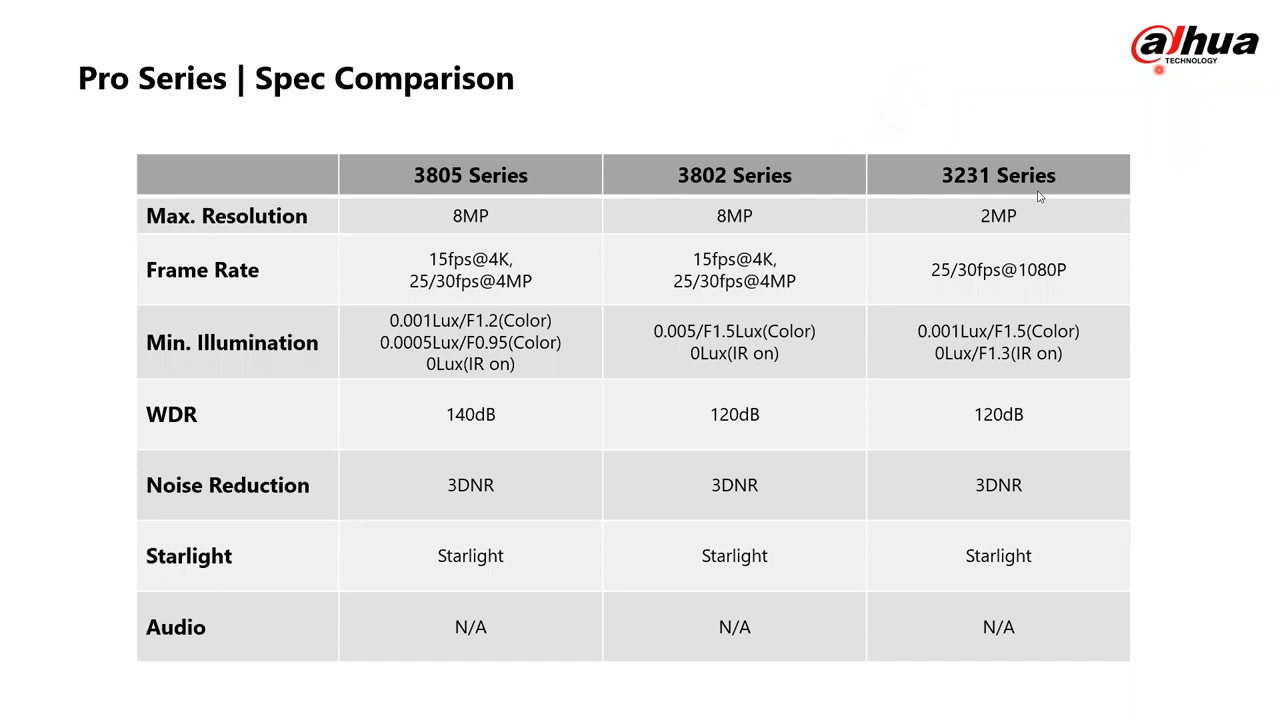 alhua
TECHNOLOGY
Pro Series | Spec Comparison
3805 Series 3802 Series 3231 Series
Max. Resolution 8MP 8MP 2MP
Frame Rate 15fps@4K, 25/30fps@4MP 15fps@4K, 25/30fps@4MP 25/30fps@1080P
Min. Illumination 0.001Lux/F1.2(Color) 0.0005Lux/F0.95(Color) 0Lux(IR on) 0.005/F1.5Lux(Color) 0Lux(IR on) 0.001Lux/F1.5(Color) 0Lux/F1.3(IR on)
WDR 140dB 120dB 120dB
Noise Reduction 3DNR 3DNR 3DNR
Starlight Starlight Starlight Starlight
Audio N/A N/A N/A